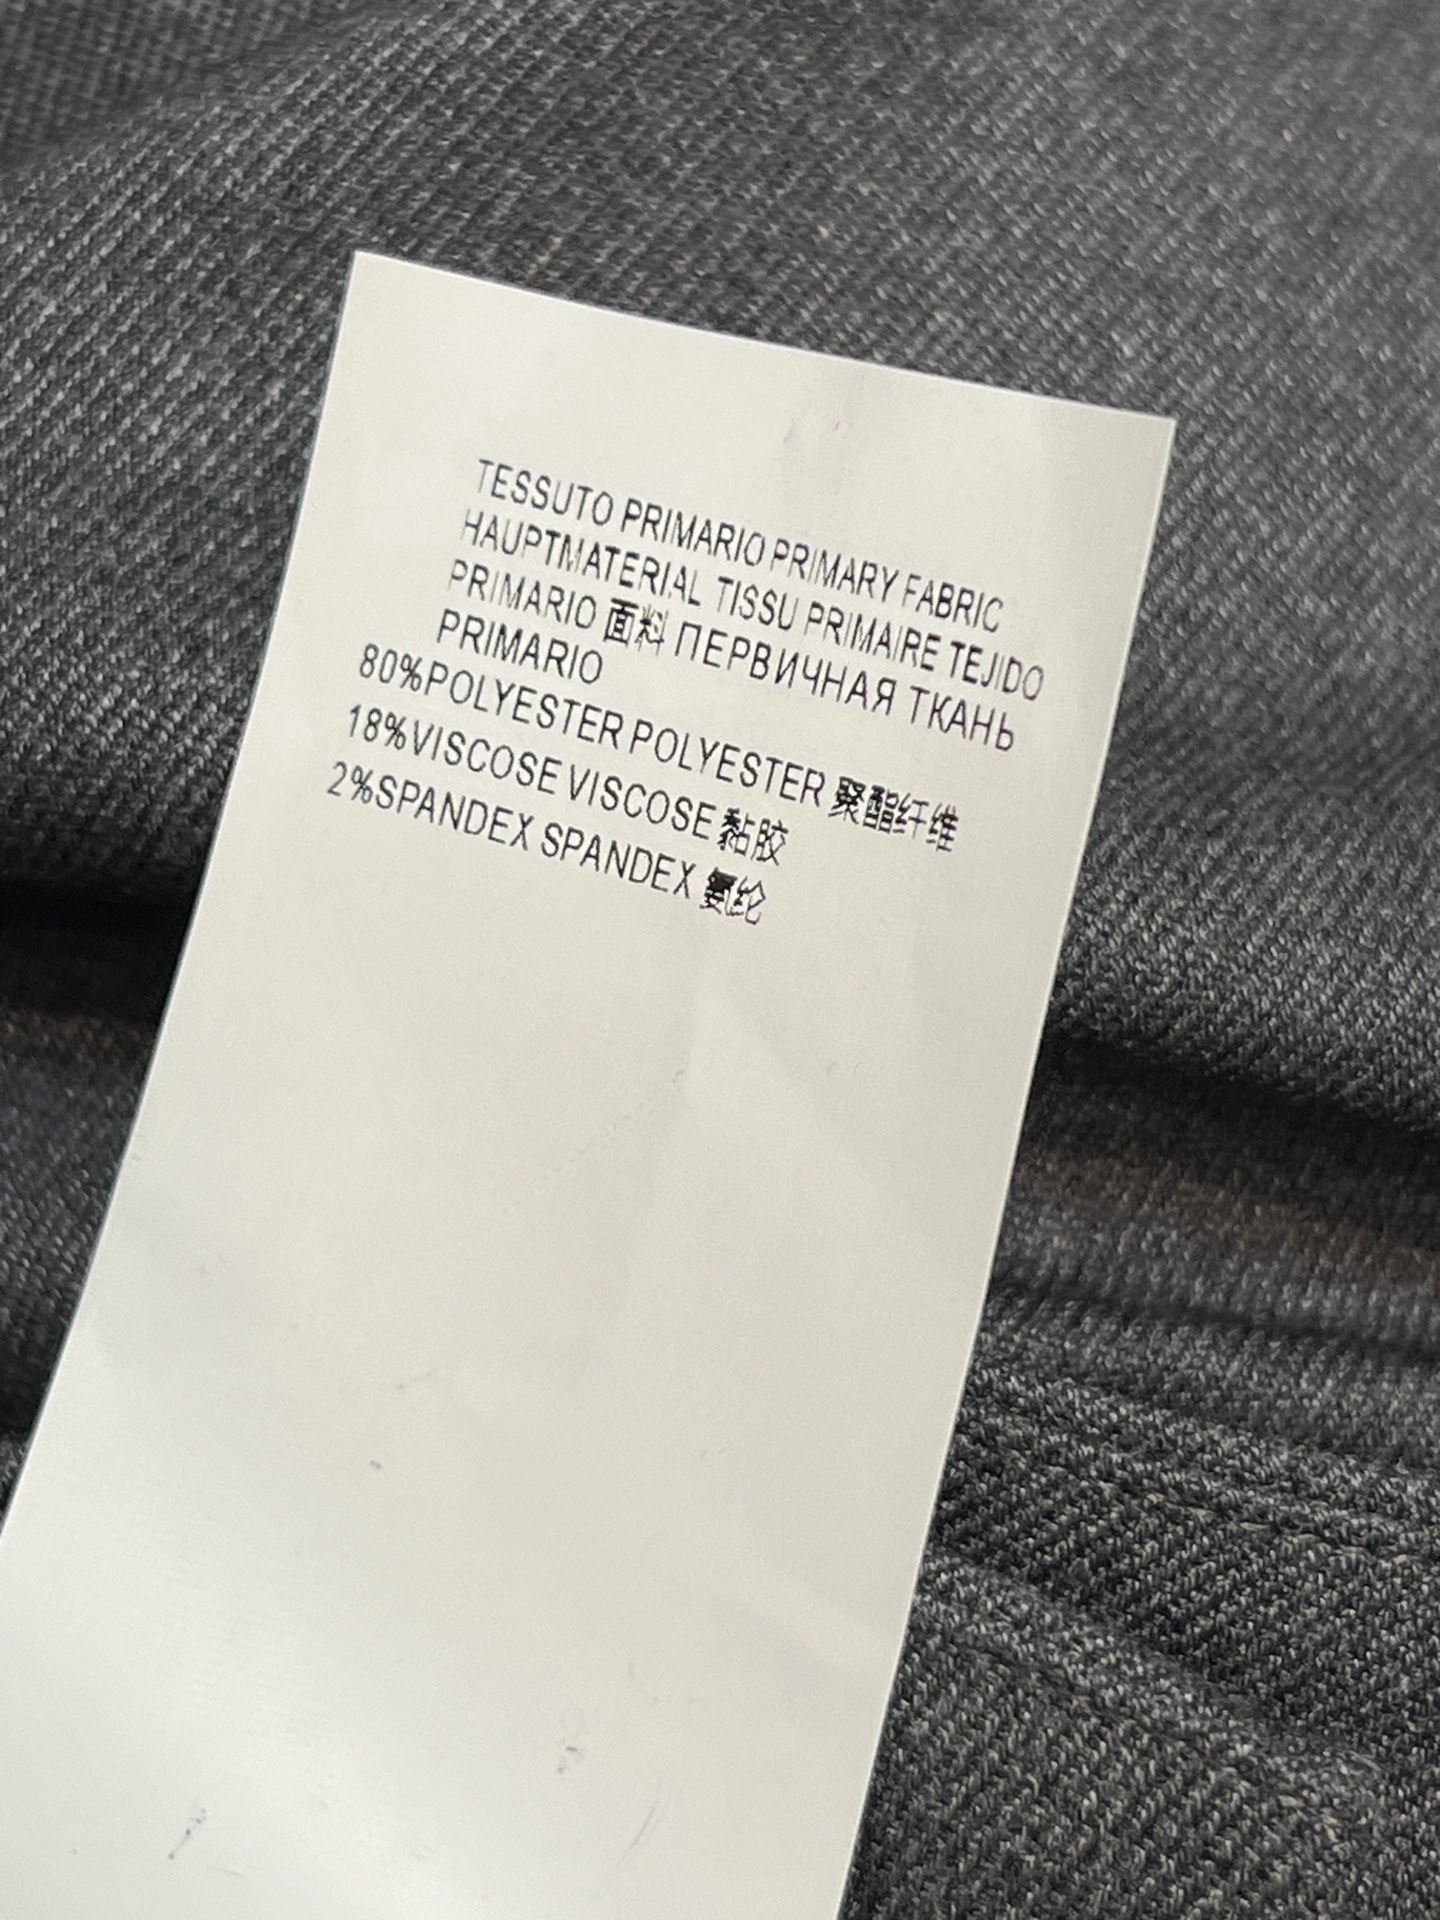 TESSUTO PRIMARIO PRIMARY FABRIC
HAUPTMATERIAL TISSU PRIMAIRE TEJIDO
PRIMARIO 面料 ПЕРВИЧНАЯ ТКАНЬ
PRIMARIO
80%POLYESTER POLYESTER 聚酯纤维
18%VISCOSE VISCOSE 黏胶
2%SPANDEX SPANDEX 氨纶